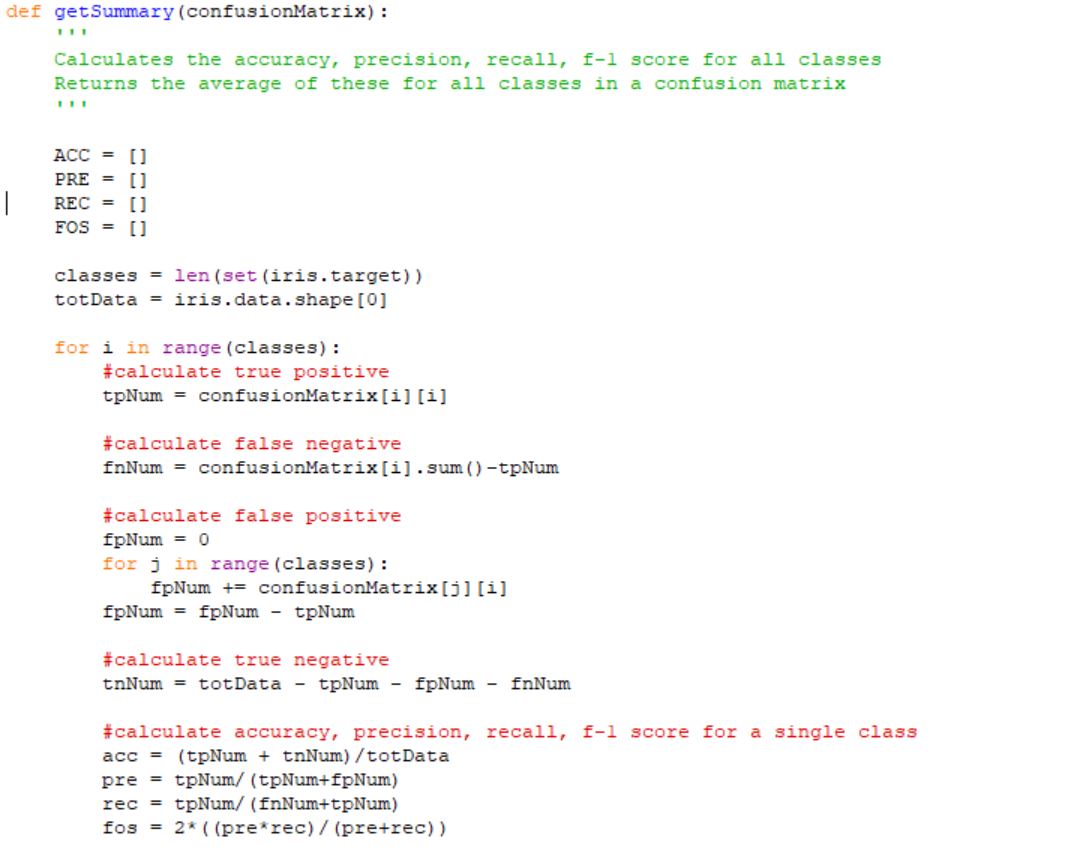 def getSummary(confusionMatrix):
    '''
    Calculates the accuracy, precision, recall, f-1 score for all classes
    Returns the average of these for all classes in a confusion matrix
    '''
    ACC = []
    PRE = []
    REC = []
    FOS = []
    classes = len(set(iris.target))
    totData = iris.data.shape[0]
    for i in range(classes):
        #calculate true positive
        tpNum = confusionMatrix[i][i]
        #calculate false negative
        fnNum = confusionMatrix[i].sum()-tpNum
        #calculate false positive
        fpNum = 0
        for j in range(classes):
            fpNum += confusionMatrix[j][i]
        fpNum = fpNum - tpNum
        #calculate true negative
        tnNum = totData - tpNum - fpNum - fnNum
        #calculate accuracy, precision, recall, f-1 score for a single class
        acc = (tpNum + tnNum)/totData
        pre = tpNum/(tpNum+fpNum)
        rec = tpNum/(fnNum+tpNum)
        fos = 2*((pre*rec)/(pre+rec))